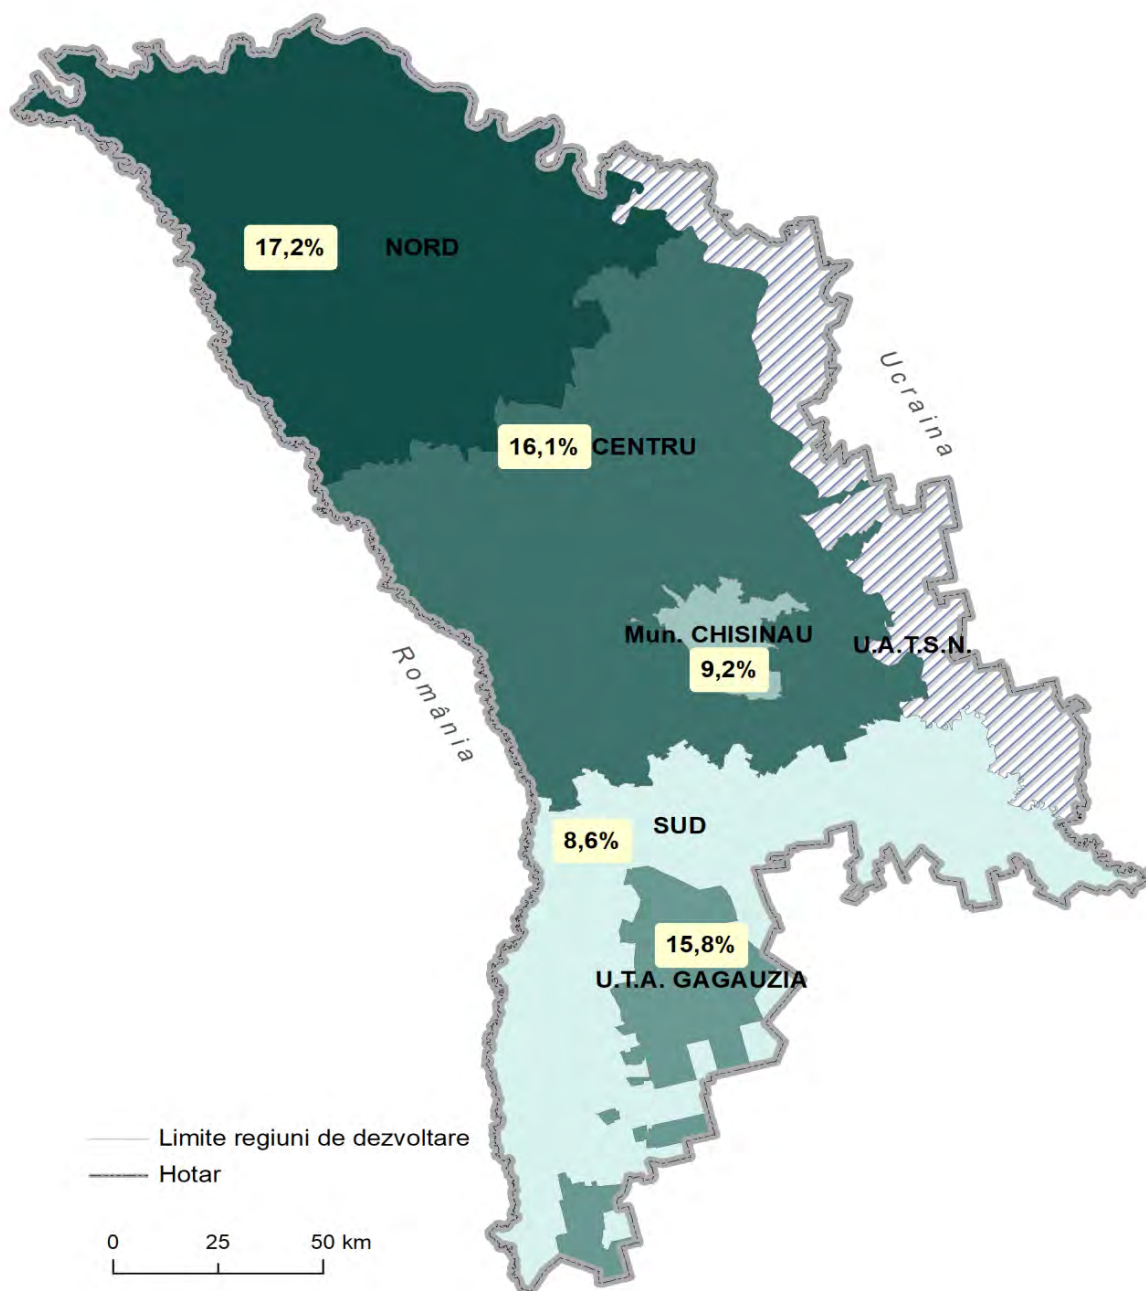 17,2%
NORD
Ucraina
16,1%
CENTRU
Mun. CHISINAU
U.A.T.S.N.
9,2%
România
SUD
8,6%
15,8%
U.T.A. GAGAUZIA
Limite regiuni de dezvoltare
Hotar
0 25 50 km